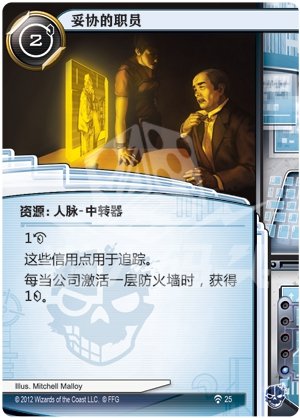 2
妥协的职员
资源：人脉-中转器
1
这些信用点用于追踪。
每当公司激活一层防火墙时，获得
1。
Illus. Mitchell Malloy
© 2012 Wizards of the Coast LLC. © FFG
25